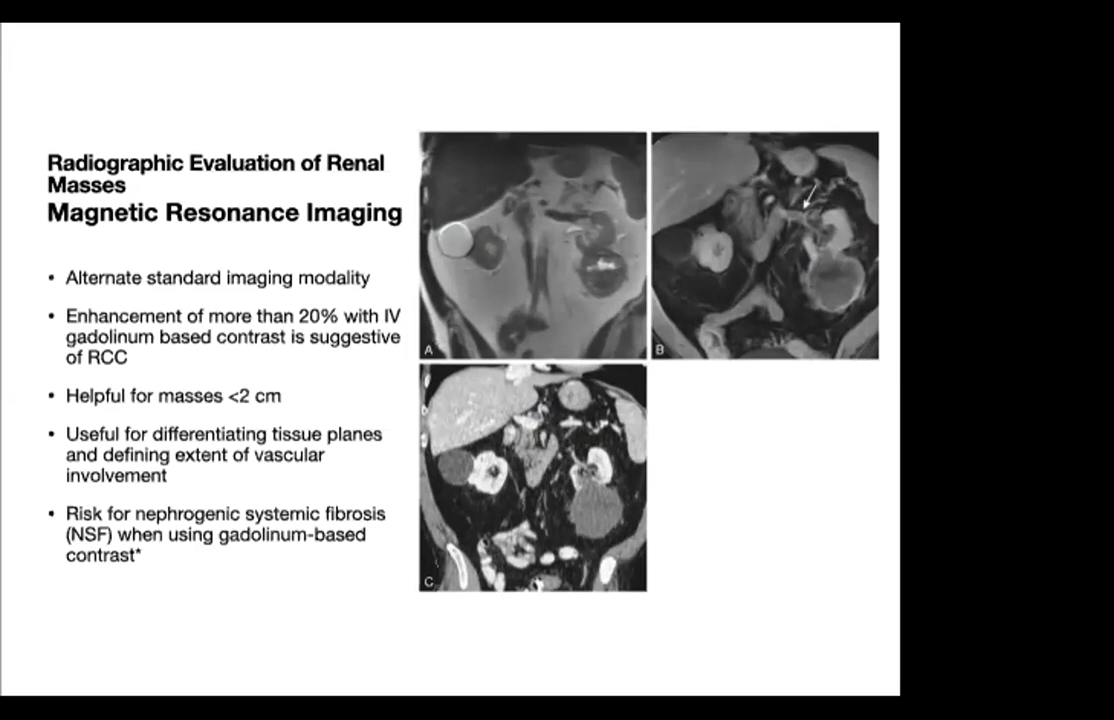 Radiographic Evaluation of Renal
Masses
Magnetic Resonance Imaging
• Alternate standard imaging modality
• Enhancement of more than 20% with IV
gadolinum based contrast is suggestive
of RCC
• Helpful for masses <2 cm
• Useful for differentiating tissue planes
and defining extent of vascular
involvement
• Risk for nephrogenic systemic fibrosis
(NSF) when using gadolinum-based
contrast*
A
B
C